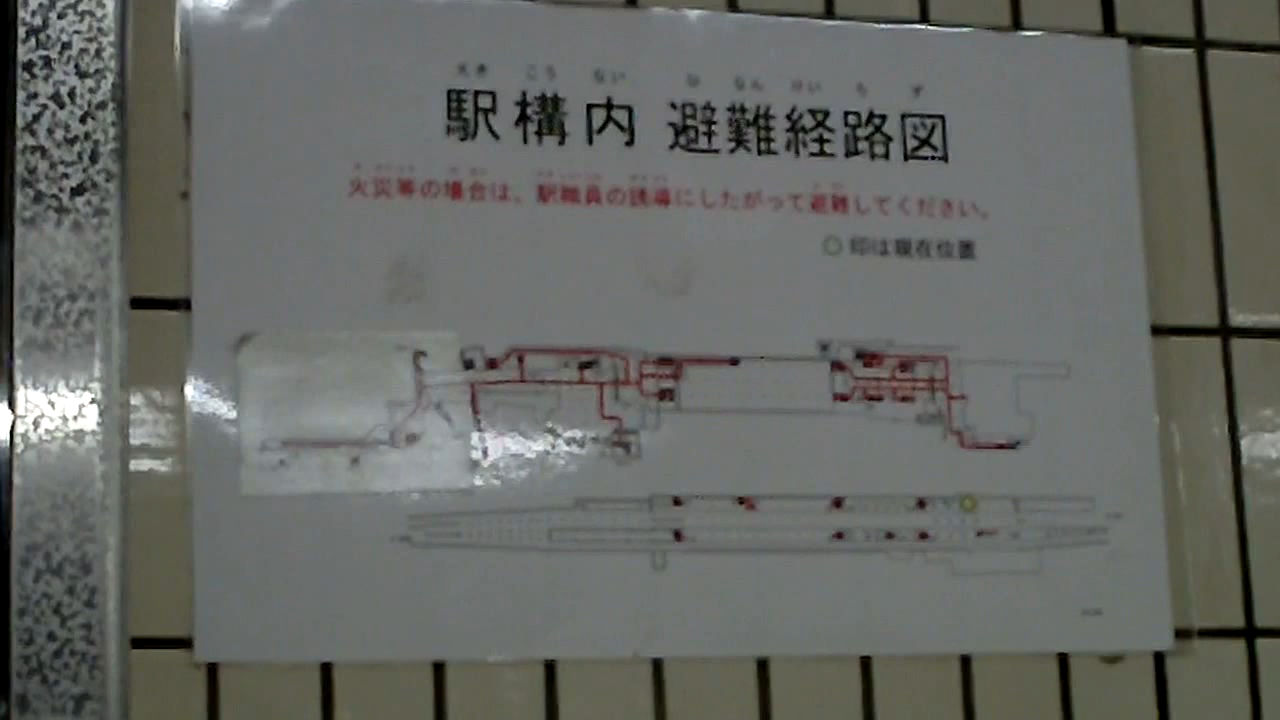 えき こう ない ひ なん けい ろ ず
駅構内 避難経路図
火災等の場合は、駅職員の誘導にしたがって避難してください。
○ 印は現在位置